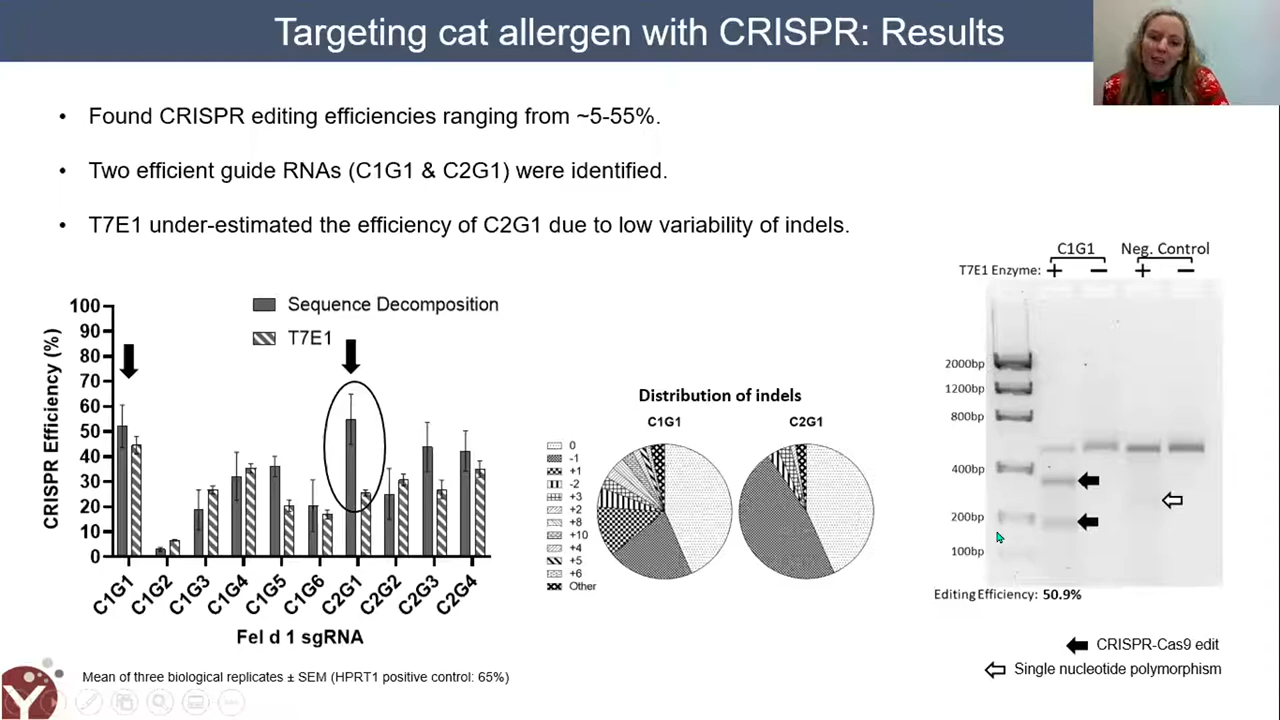 Targeting cat allergen with CRISPR: Results
• Found CRISPR editing efficiencies ranging from ~5-55%.
• Two efficient guide RNAs (C1G1 & C2G1) were identified.
• T7E1 under-estimated the efficiency of C2G1 due to low variability of indels.
CRISPR Efficiency (%)
100
90
80
70
60
50
40
30
20
10
0
Sequence Decomposition
T7E1
C1G1
C1G2
C1G3
C1G4
C1G5
C1G6
C2G1
C2G2
C2G3
C2G4
Fel d 1 sgRNA
Mean of three biological replicates ± SEM (HPRT1 positive control: 65%)
Distribution of indels
C1G1
C2G1
0
-1
+1
-2
+3
+2
+8
+10
+4
+5
+6
Other
C1G1 Neg. Control
T7E1 Enzyme: + − + −
2000bp
1200bp
800bp
400bp
200bp
100bp
Editing Efficiency: 50.9%
CRISPR-Cas9 edit
Single nucleotide polymorphism
Y